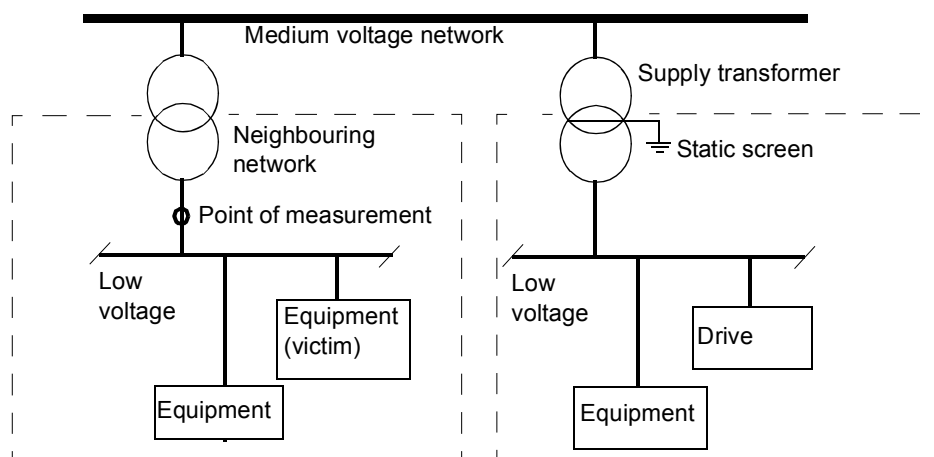 Medium voltage network
Supply transformer
Neighbouring
network
Static screen
Point of measurement
Low
voltage
Equipment
(victim)
Equipment
Low
voltage
Drive
Equipment